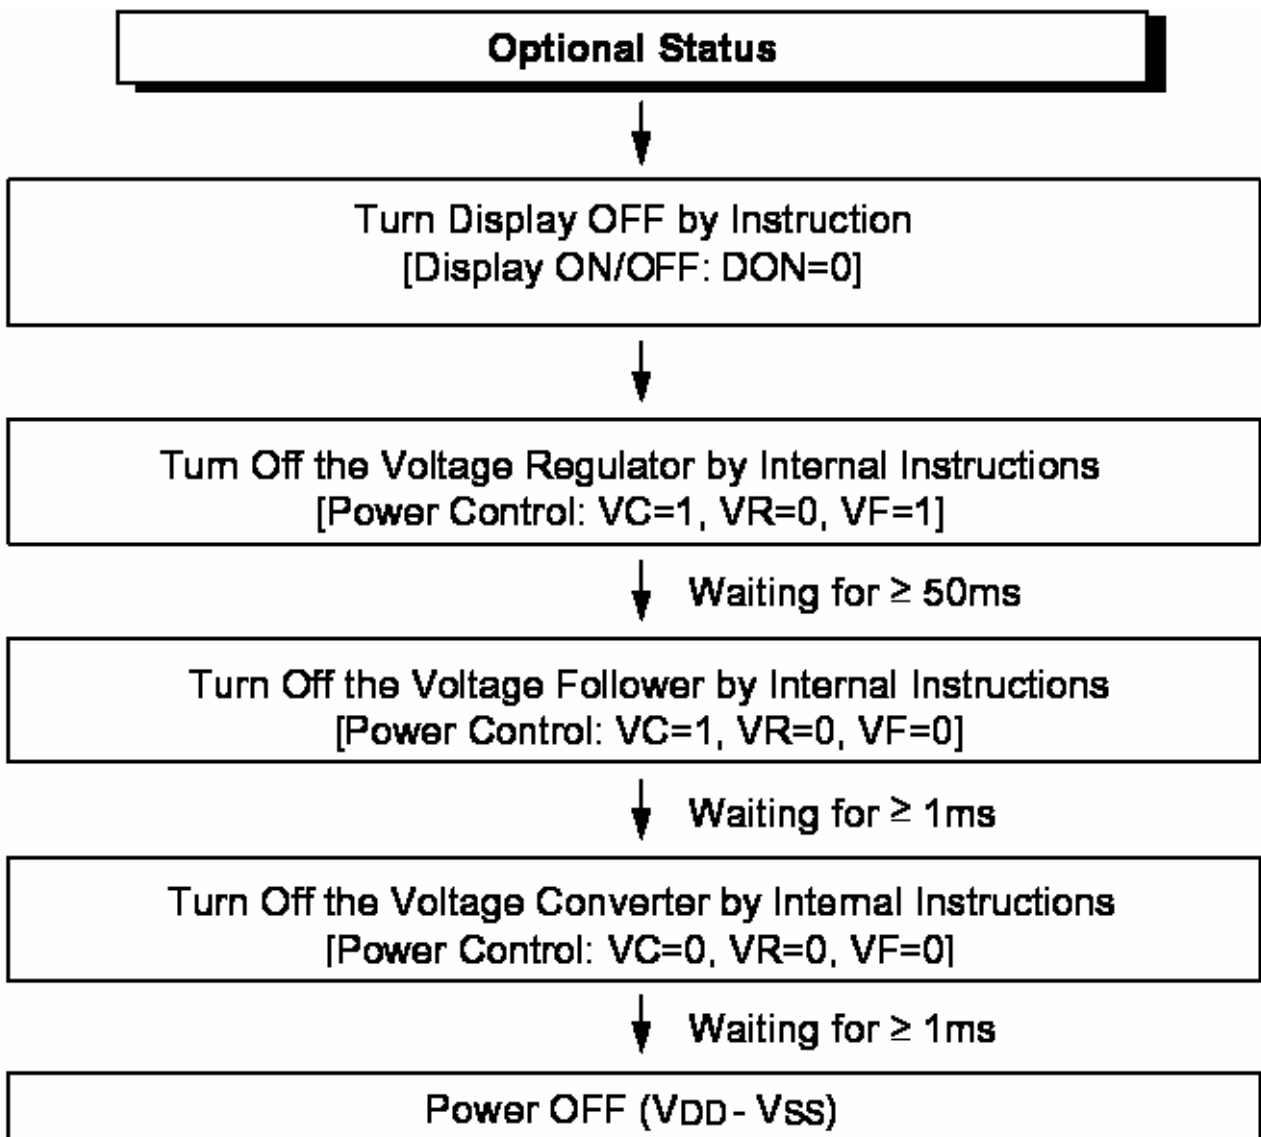 Optional Status
Turn Display OFF by Instruction
[Display ON/OFF: DON=0]
Turn Off the Voltage Regulator by Internal Instructions
[Power Control: VC=1, VR=0, VF=1]
Waiting for ≥ 50ms
Turn Off the Voltage Follower by Internal Instructions
[Power Control: VC=1, VR=0, VF=0]
Waiting for ≥ 1ms
Turn Off the Voltage Converter by Internal Instructions
[Power Control: VC=0, VR=0, VF=0]
Waiting for ≥ 1ms
Power OFF (VDD - VSS)